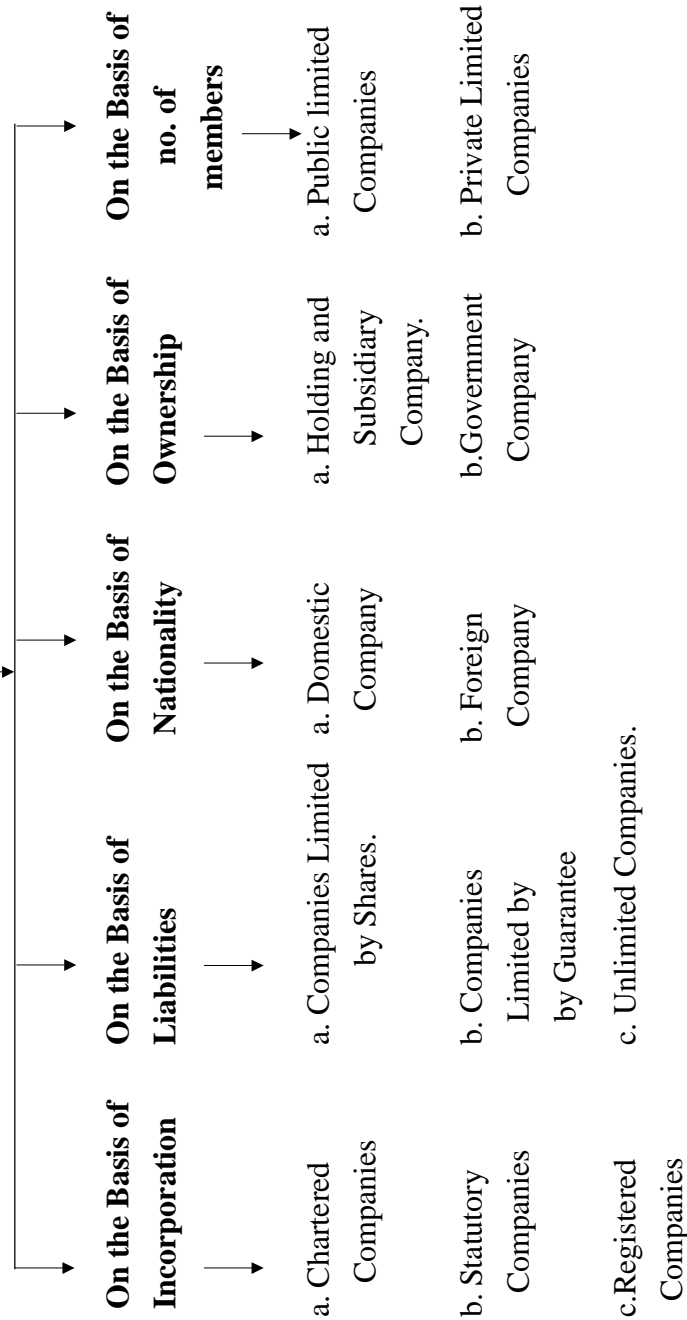 On the Basis of
Incorporation
a. Chartered
Companies
b. Statutory
Companies
c.Registered
Companies
On the Basis of
Liabilities
a. Companies Limited
by Shares.
b. Companies
Limited by
by Guarantee
c. Unlimited Companies.
On the Basis of
Nationality
a. Domestic
Company
b. Foreign
Company
On the Basis of
Ownership
a. Holding and
Subsidiary
Company.
b.Government
Company
On the Basis of
no. of
members
a. Public limited
Companies
b. Private Limited
Companies